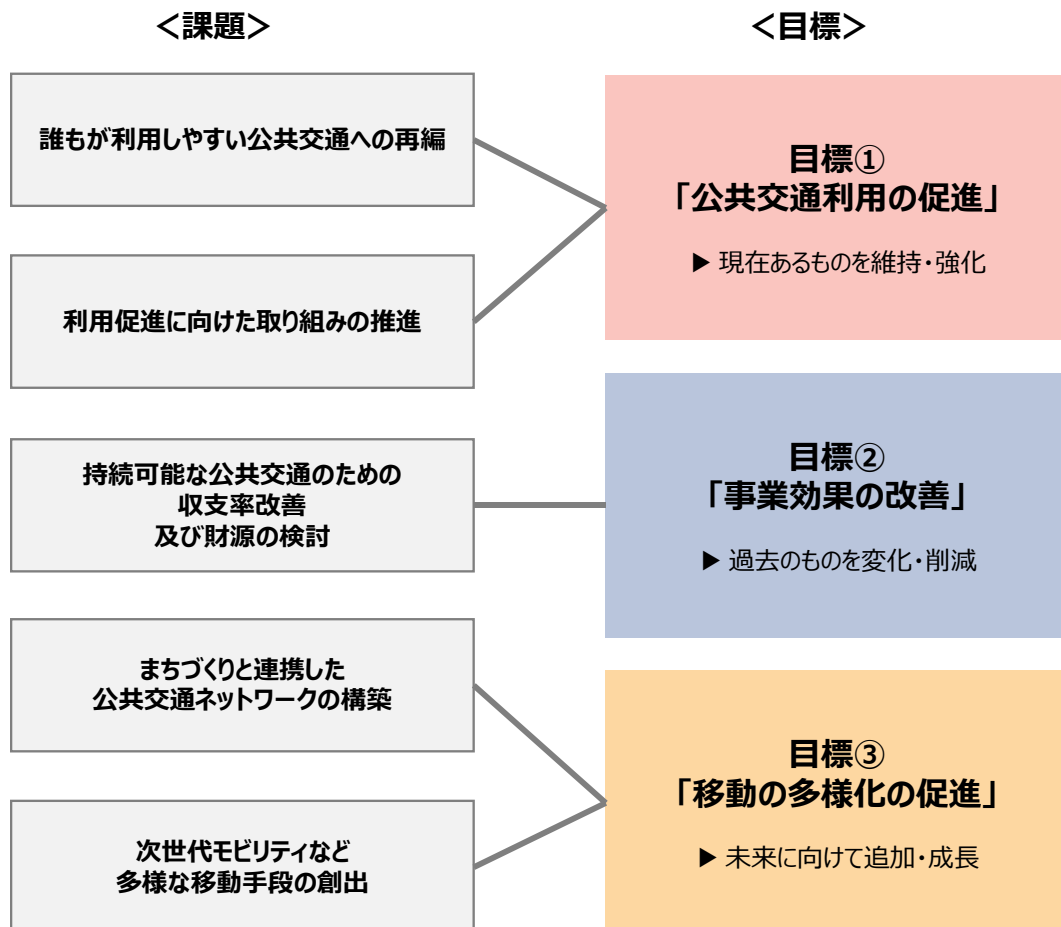 ＜課題＞
＜目標＞
誰もが利用しやすい公共交通への再編
利用促進に向けた取り組みの推進
持続可能な公共交通のための
収支率改善
及び財源の検討
まちづくりと連携した
公共交通ネットワークの構築
次世代モビリティなど
多様な移動手段の創出
目標①
「公共交通利用の促進」
▶ 現在あるものを維持・強化
目標②
「事業効果の改善」
▶ 過去のものを変化・削減
目標③
「移動の多様化の促進」
▶ 未来に向けて追加・成長